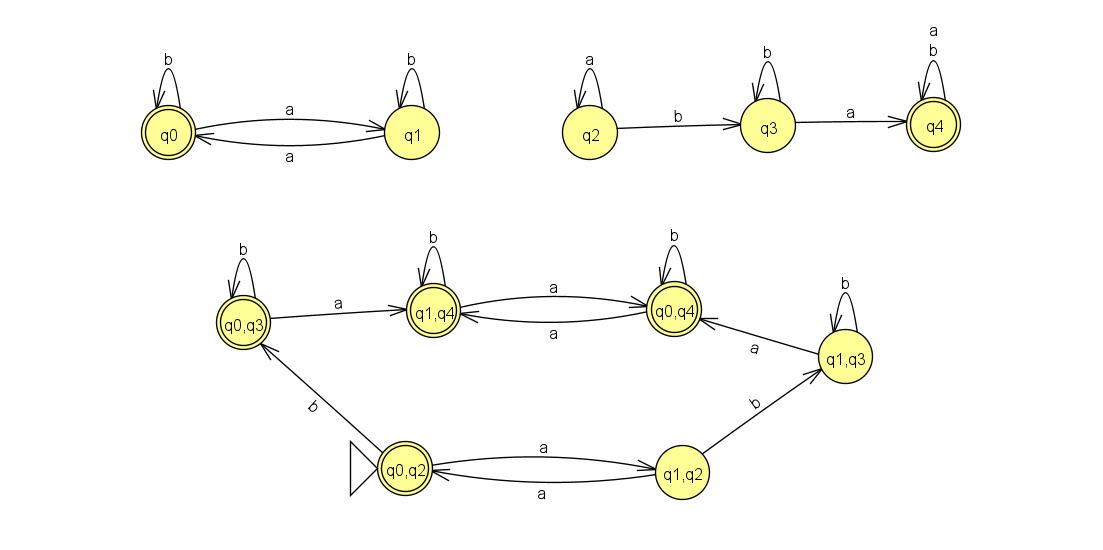 a
b b a b b
a b a
q0 q1 q2 q3 q4
a
b b b b
a a
q0,q3 q1,q4 q0,q4
a a q1,q3
b b
a
q0,q2 q1,q2
a